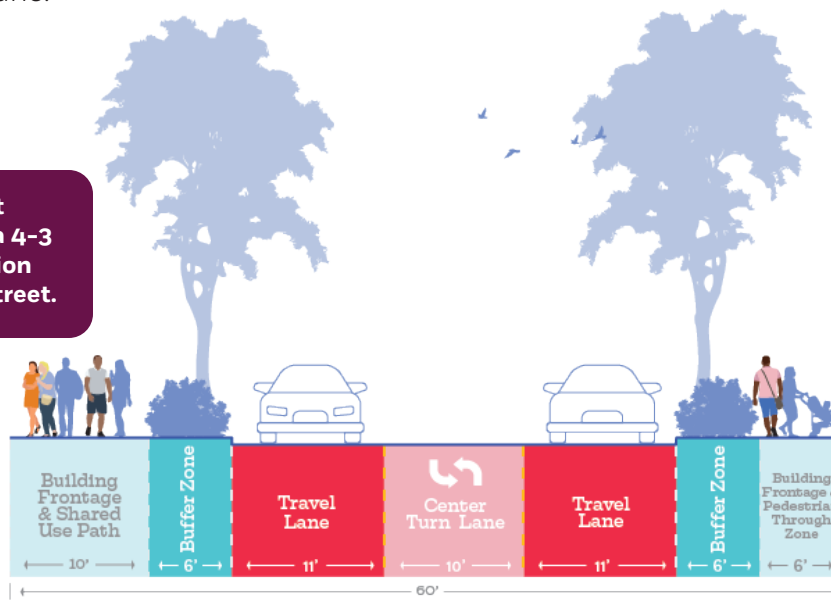 4-3
treet.
Building
Frontage
& Shared
Use Path
10'
Buffer Zone
6'
Travel
Lane
11'
Center
Turn Lane
10'
Travel
Lane
11'
Buffer Zone
6'
Building
Frontage
Pedestria
Through
Zone
6'
60'